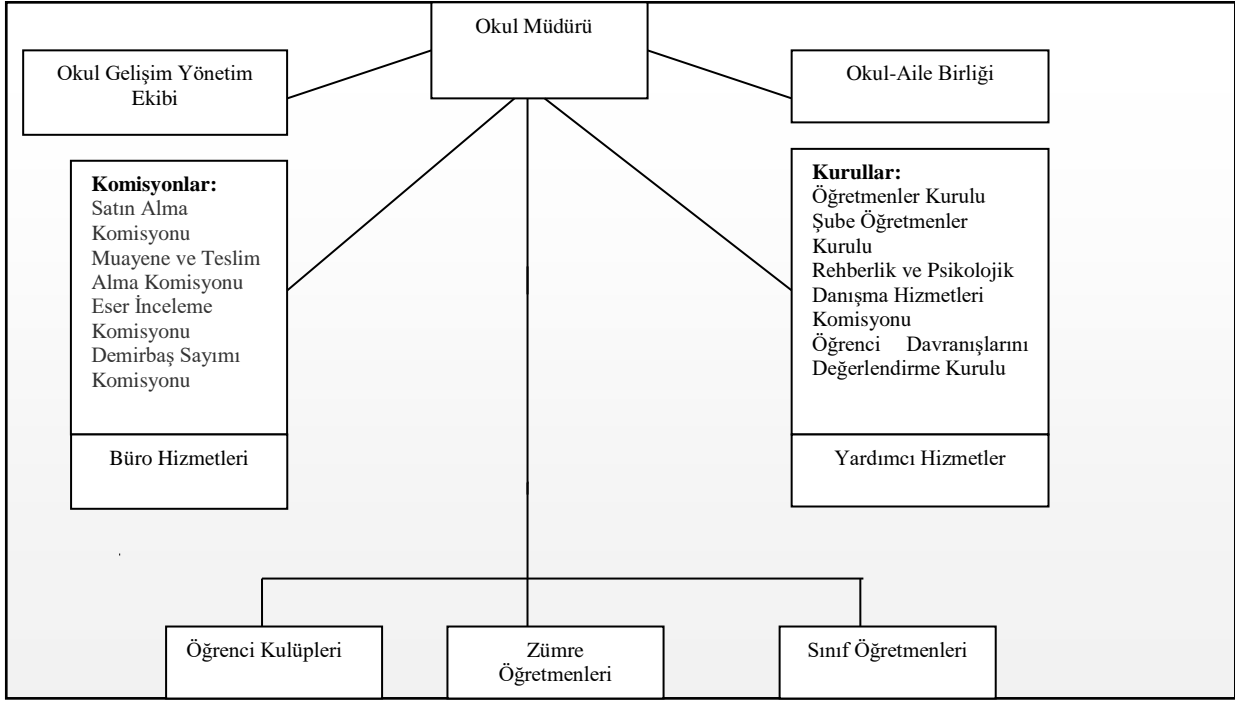 Okul Müdürü
Okul Gelişim Yönetim
Ekibi
Okul-Aile Birliği
Komisyonlar:
Satın Alma
Komisyonu
Muayene ve Teslim
Alma Komisyonu
Eser İnceleme
Komisyonu
Demirbaş Sayımı
Komisyonu
Kurullar:
Öğretmenler Kurulu
Şube Öğretmenler
Kurulu
Rehberlik ve Psikolojik
Danışma Hizmetleri
Komisyonu
Öğrenci Davranışlarını
Değerlendirme Kurulu
Büro Hizmetleri
Yardımcı Hizmetler
Öğrenci Kulüpleri
Zümre
Öğretmenleri
Sınıf Öğretmenleri